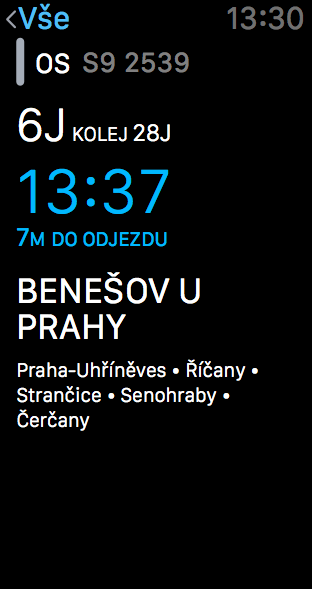 Vše 13:30
OS S9 2539
6J KOLEJ 28J
13:37
7M DO ODJEZDU
BENEŠOV U
PRAHY
Praha-Uhříněves • Říčany •
Strančice • Senohraby •
Čerčany